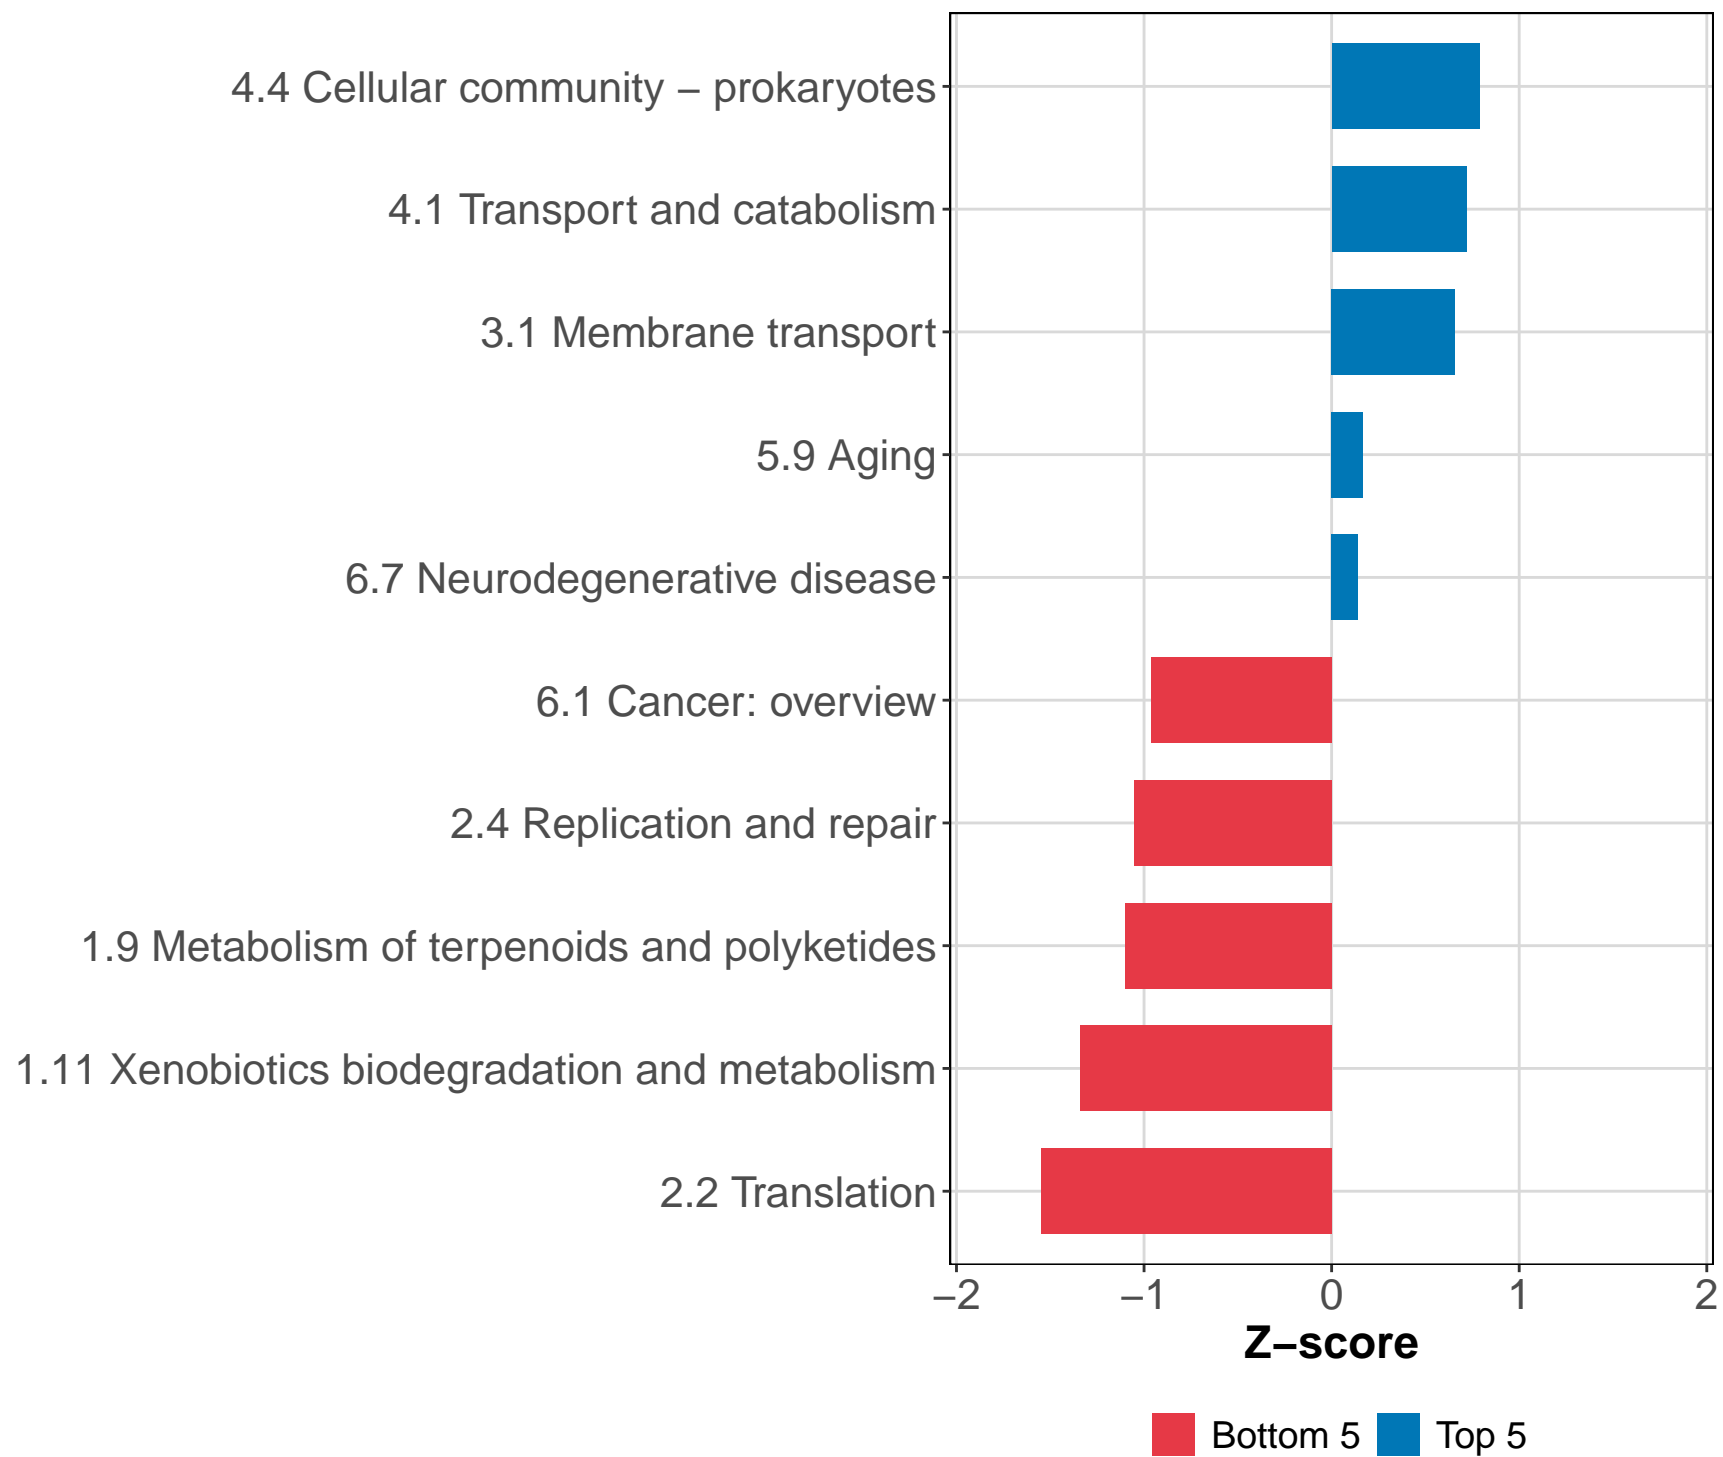 4.4 Cellular community – prokaryotes
4.1 Transport and catabolism
3.1 Membrane transport
5.9 Aging
6.7 Neurodegenerative disease
6.1 Cancer: overview
2.4 Replication and repair
1.9 Metabolism of terpenoids and polyketides
1.11 Xenobiotics biodegradation and metabolism
2.2 Translation
−2 −1 0 1 2
Z−score
Bottom 5 Top 5